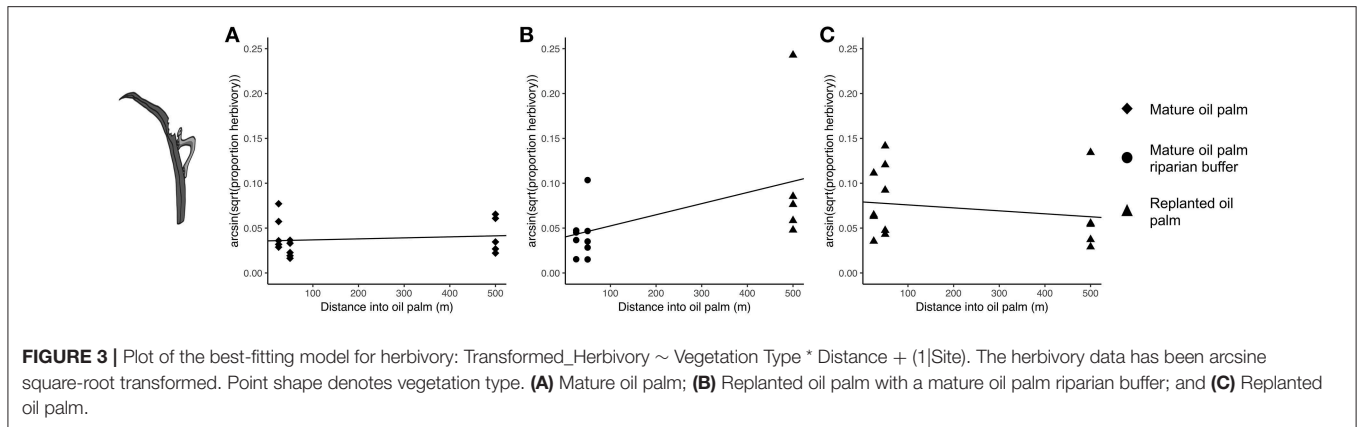 A
B
C
0.25
0.20
0.15
0.10
0.05
0.00
arcsin(sqrt(proportion herbivory))
100
200
300
400
500
Distance into oil palm (m)
0.25
0.20
0.15
0.10
0.05
0.00
arcsin(sqrt(proportion herbivory))
100
200
300
400
500
Distance into oil palm (m)
0.25
0.20
0.15
0.10
0.05
0.00
arcsin(sqrt(proportion herbivory))
100
200
300
400
500
Distance into oil palm (m)
Mature oil palm
Mature oil palm
riparian buffer
Replanted oil
palm
FIGURE 3 | Plot of the best-fitting model for herbivory: Transformed_Herbivory ~ Vegetation Type * Distance + (1|Site). The herbivory data has been arcsine
square-root transformed. Point shape denotes vegetation type. (A) Mature oil palm; (B) Replanted oil palm with a mature oil palm riparian buffer; and (C) Replanted
oil palm.